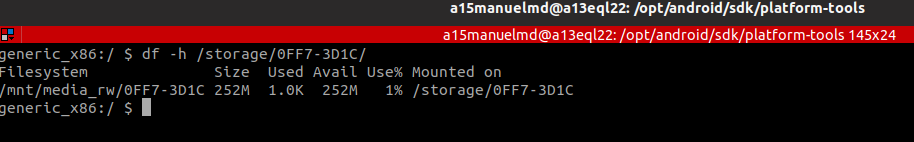 a15manuelmd@a13eql22: /opt/android/sdk/platform-tools
a15manuelmd@a13eql22: /opt/android/sdk/platform-tools 145x24
generic_x86:/ $ df -h /storage/0FF7-3D1C/
Filesystem              Size  Used Avail Use% Mounted on
/mnt/media_rw/0FF7-3D1C 252M  1.0K  252M   1% /storage/0FF7-3D1C
generic_x86:/ $